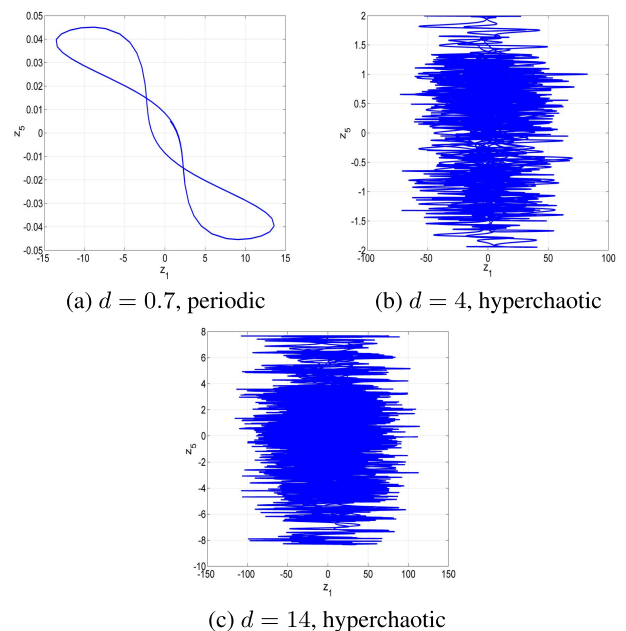 0.05
0.04
0.03
0.02
0.01
0
-0.01
-0.02
-0.03
-0.04
-0.05
z5
-15 -10 -5 0 5 10 15
z1
(a) d = 0.7, periodic
2
1.5
1
0.5
0
-0.5
-1
-1.5
2
z5
-100 -50 0 50 100
z1
(b) d = 4, hyperchaotic
8
6
4
2
0
-2
-4
-6
-8
-10
z5
-150 -100 -50 0 50 100 150
z1
(c) d = 14, hyperchaotic